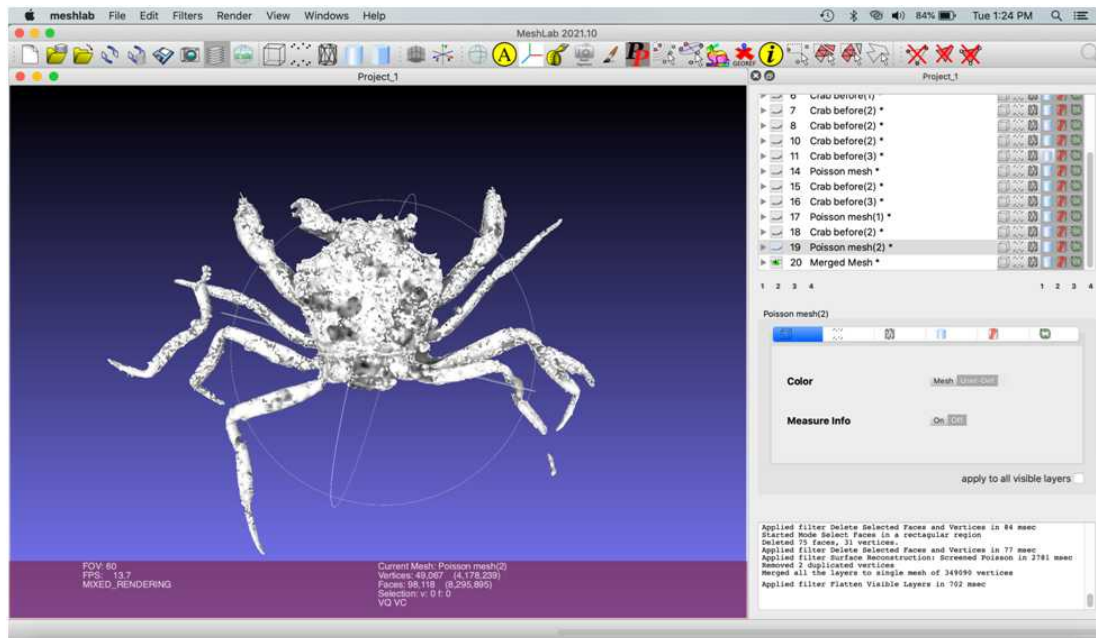 meshlab File Edit Filters Render View Windows Help 84% Tue 1:24 PM
MeshLab 2021.10
A
PP
GEOREF
i
Project_1
Project_1
6 Crab before(1) *
7 Crab before(2) *
8 Crab before(2) *
10 Crab before(2) *
11 Crab before(3) *
14 Poisson mesh *
15 Crab before(2) *
16 Crab before(3) *
17 Poisson mesh(1) *
18 Crab before(2) *
19 Poisson mesh(2) *
20 Merged Mesh *
1 2 3 4 1 2 3 4
Poisson mesh(2)
Color Mesh User-Def
Measure Info On Off
apply to all visible layers
Applied filter Delete Selected Faces and Vertices in 84 msec
Started Mode Select Faces in a rectagular region
Deleted 75 faces, 31 vertices.
Applied filter Delete Selected Faces and Vertices in 77 msec
Applied filter Surface Reconstruction: Screened Poisson in 2781 msec
Removed 2 duplicated vertices
Merged all the layers to single mesh of 349090 vertices
Applied filter Flatten Visible Layers in 702 msec
FOV: 60
FPS: 13.7
MIXED_RENDERING
Current Mesh: Poisson mesh(2)
Vertices: 49,067 (4,178,239)
Faces: 98,118 (8,295,895)
Selection: v: 0 f: 0
VQ VC